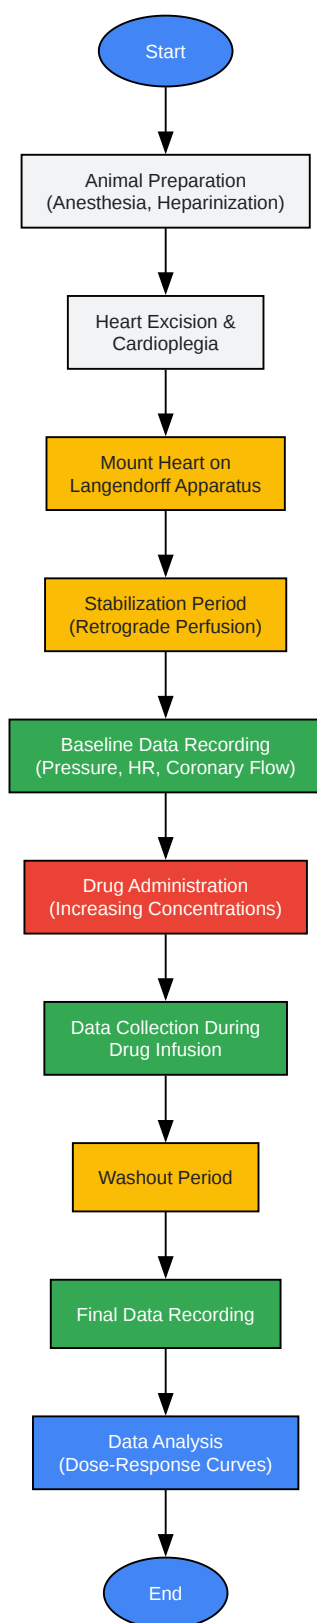 Start
Animal Preparation
(Anesthesia, Heparinization)
Heart Excision &
Cardioplegia
Mount Heart on
Langendorff Apparatus
Stabilization Period
(Retrograde Perfusion)
Baseline Data Recording
(Pressure, HR, Coronary Flow)
Drug Administration
(Increasing Concentrations)
Data Collection During
Drug Infusion
Washout Period
Final Data Recording
Data Analysis
(Dose-Response Curves)
End